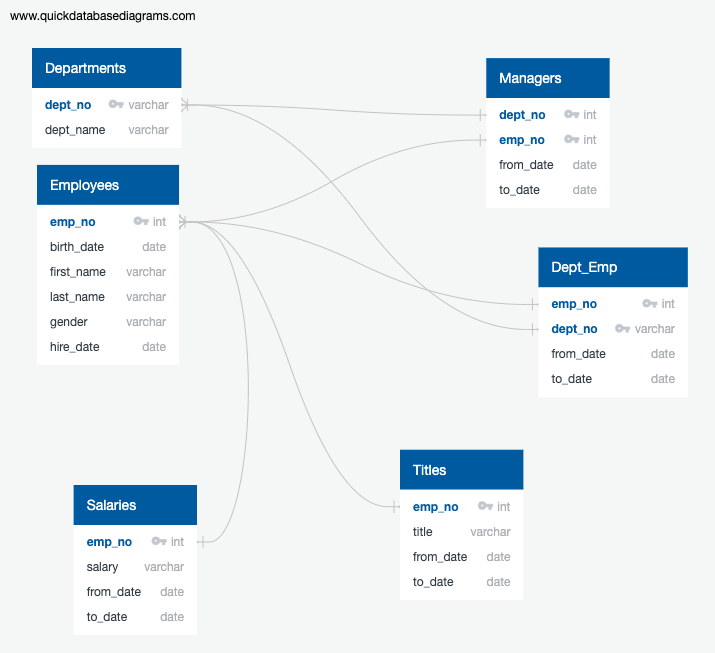 www.quickdatabasediagrams.com
Departments
dept_no varchar
dept_name varchar
Employees
emp_no int
birth_date date
first_name varchar
last_name varchar
gender varchar
hire_date date
Managers
dept_no int
emp_no int
from_date date
to_date date
Dept_Emp
emp_no int
dept_no varchar
from_date date
to_date date
Salaries
emp_no int
salary varchar
from_date date
to_date date
Titles
emp_no int
title varchar
from_date date
to_date date